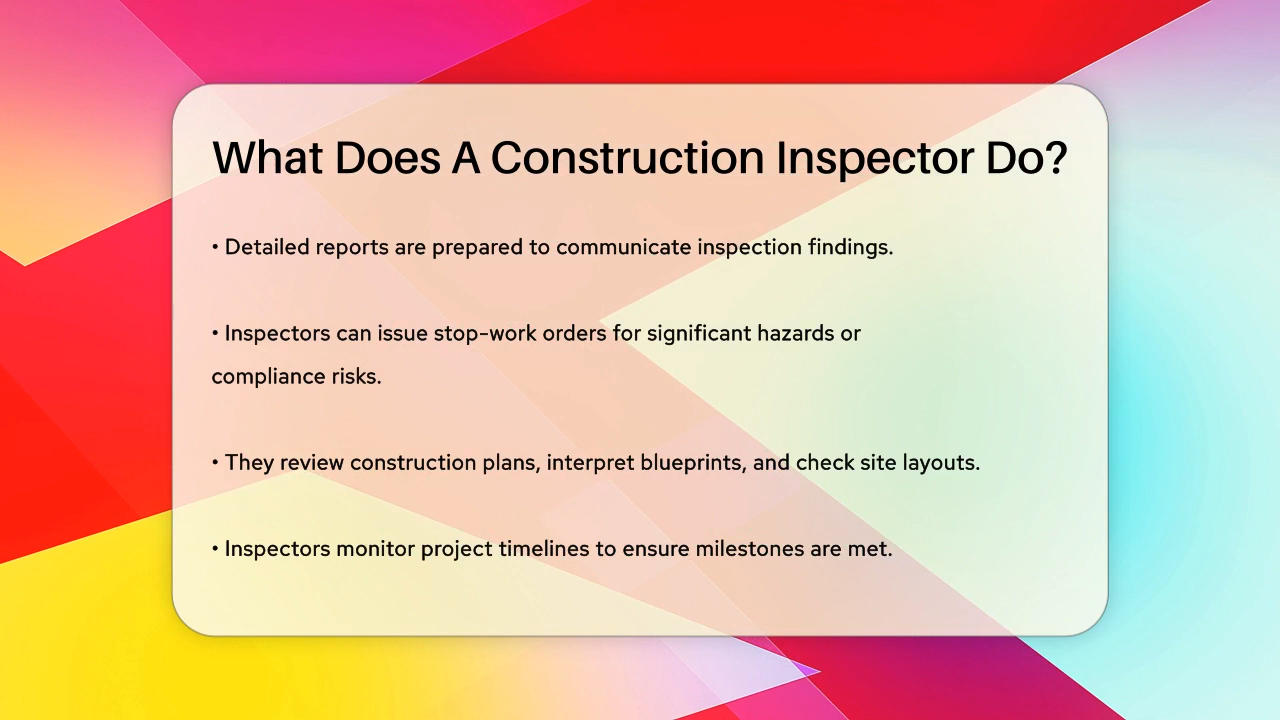 What Does A Construction Inspector Do?
• Detailed reports are prepared to communicate inspection findings.
• Inspectors can issue stop-work orders for significant hazards or
compliance risks.
• They review construction plans, interpret blueprints, and check site layouts.
• Inspectors monitor project timelines to ensure milestones are met.